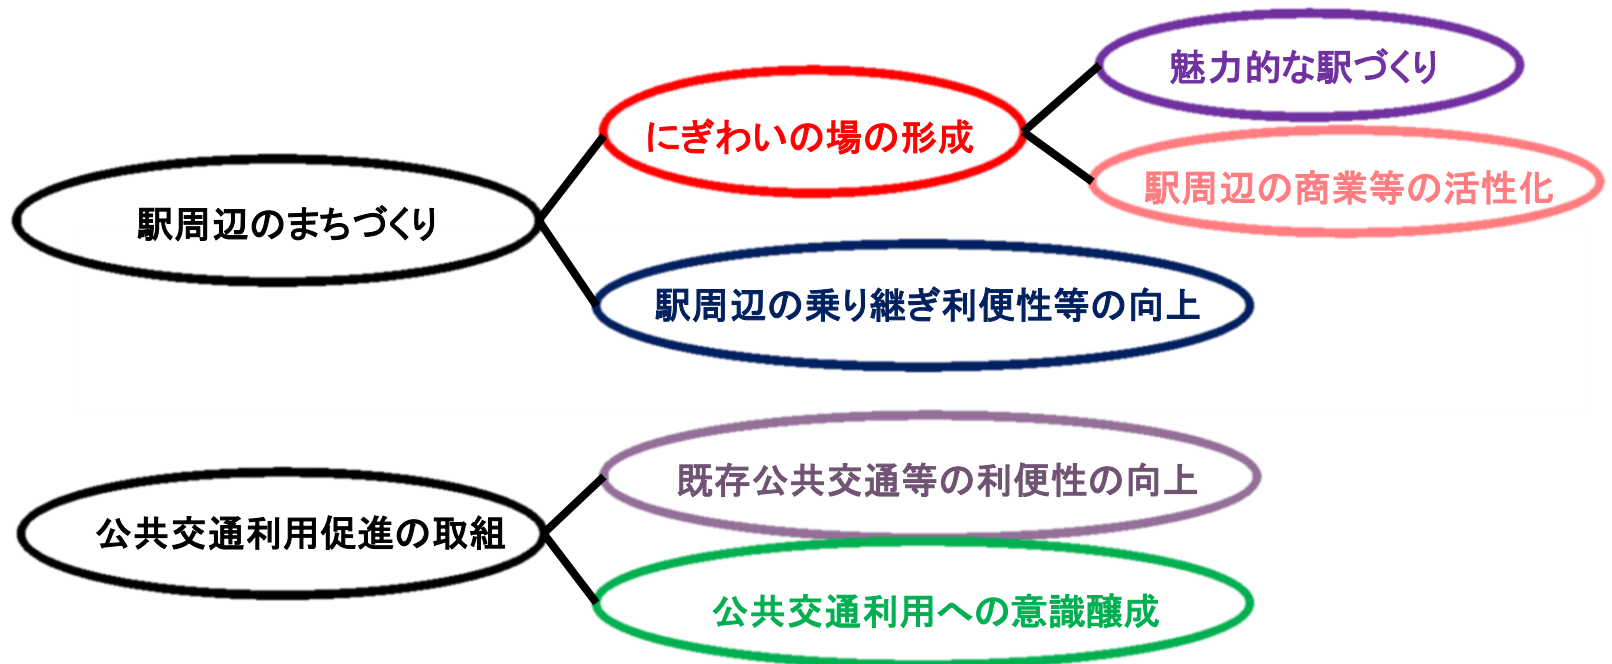 魅力的な駅づくり
にぎわいの場の形成
駅周辺の商業等の活性化
駅周辺のまちづくり
駅周辺の乗り継ぎ利便性等の向上
既存公共交通等の利便性の向上
公共交通利用促進の取組
公共交通利用への意識醸成